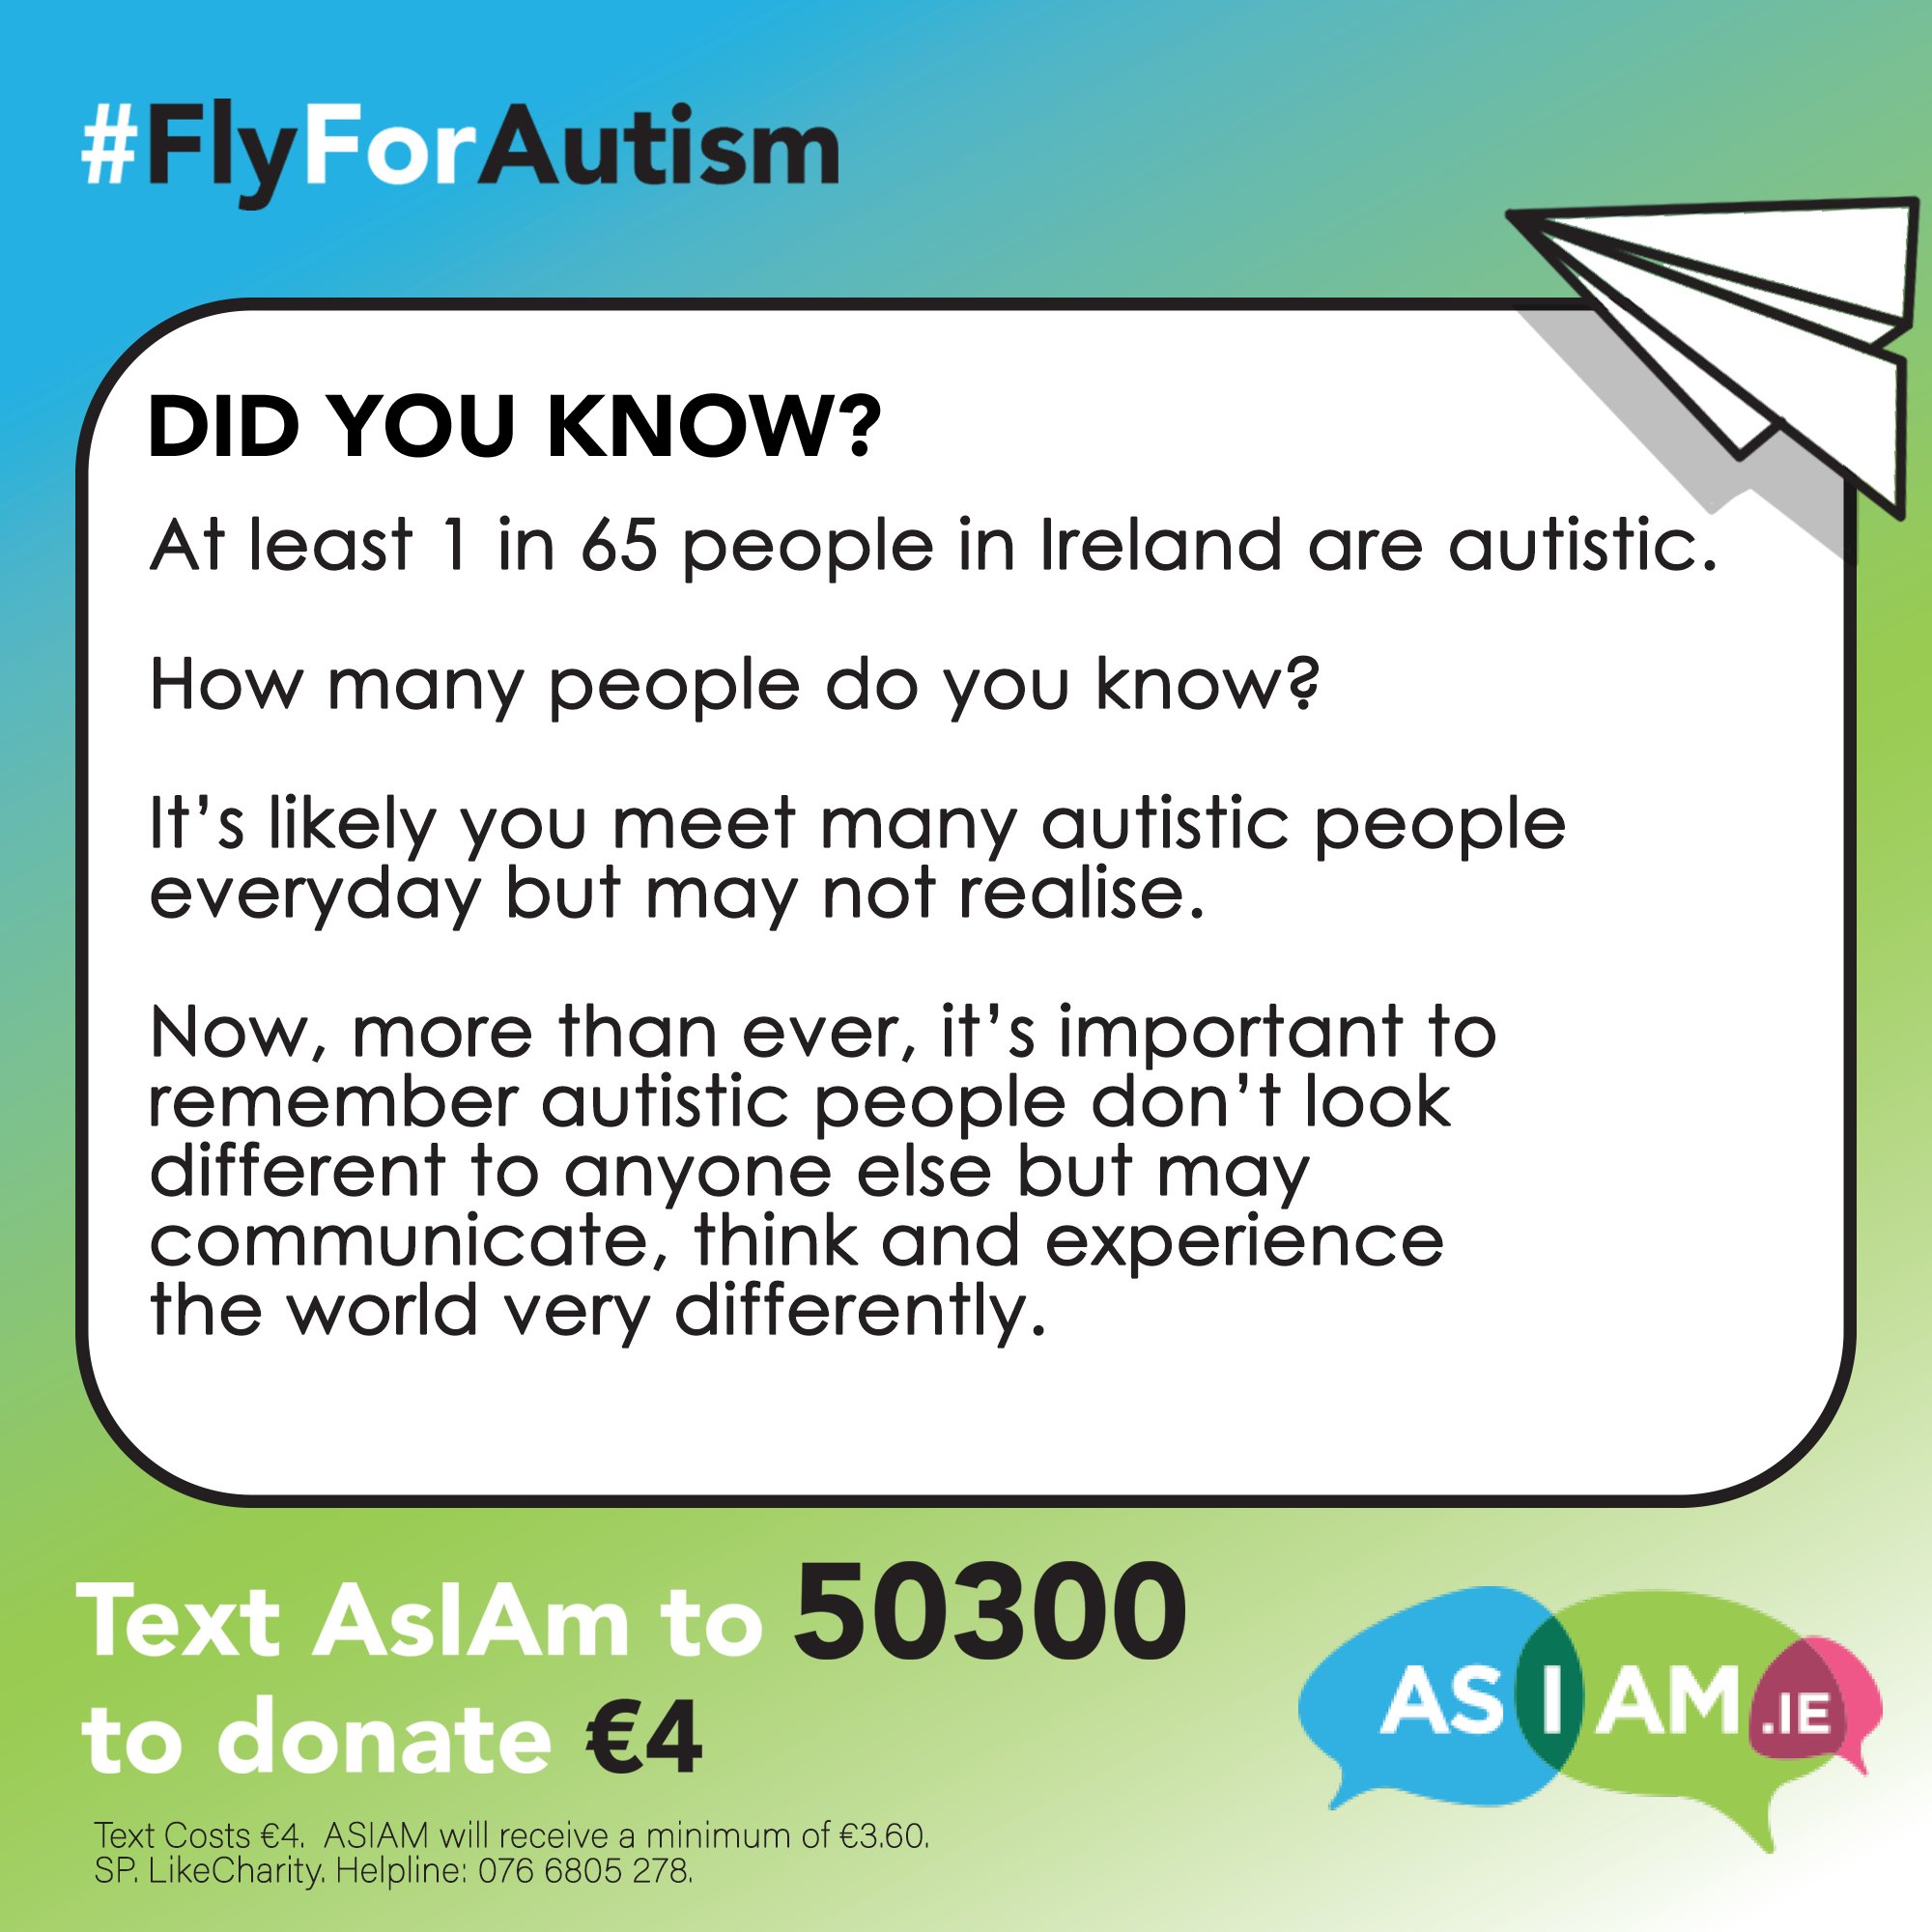 #FlyForAutism
DID YOU KNOW?
At least 1 in 65 people in Ireland are autistic.
How many people do you know?
It's likely you meet many autistic people
everyday but may not realise.
Now, more than ever, it's important to
remember autistic people don't look
different to anyone else but may
communicate, think and experience
the world very differently.
Text AsIAm to 50300
to donate €4
AS I AM .IE
Text Costs €4.  ASIAM will receive a minimum of €3.60.
SP. LikeCharity. Helpline: 076 6805 278.